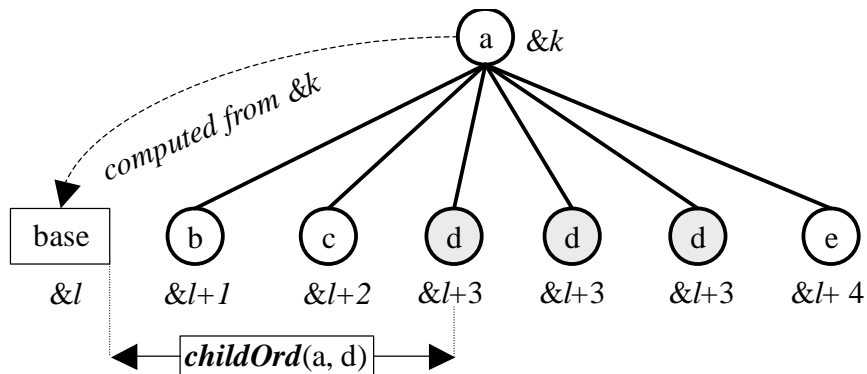 a &k
computed from &k
base b c d d d e
&l &l+1 &l+2 &l+3 &l+3 &l+3 &l+ 4
childOrd(a, d)